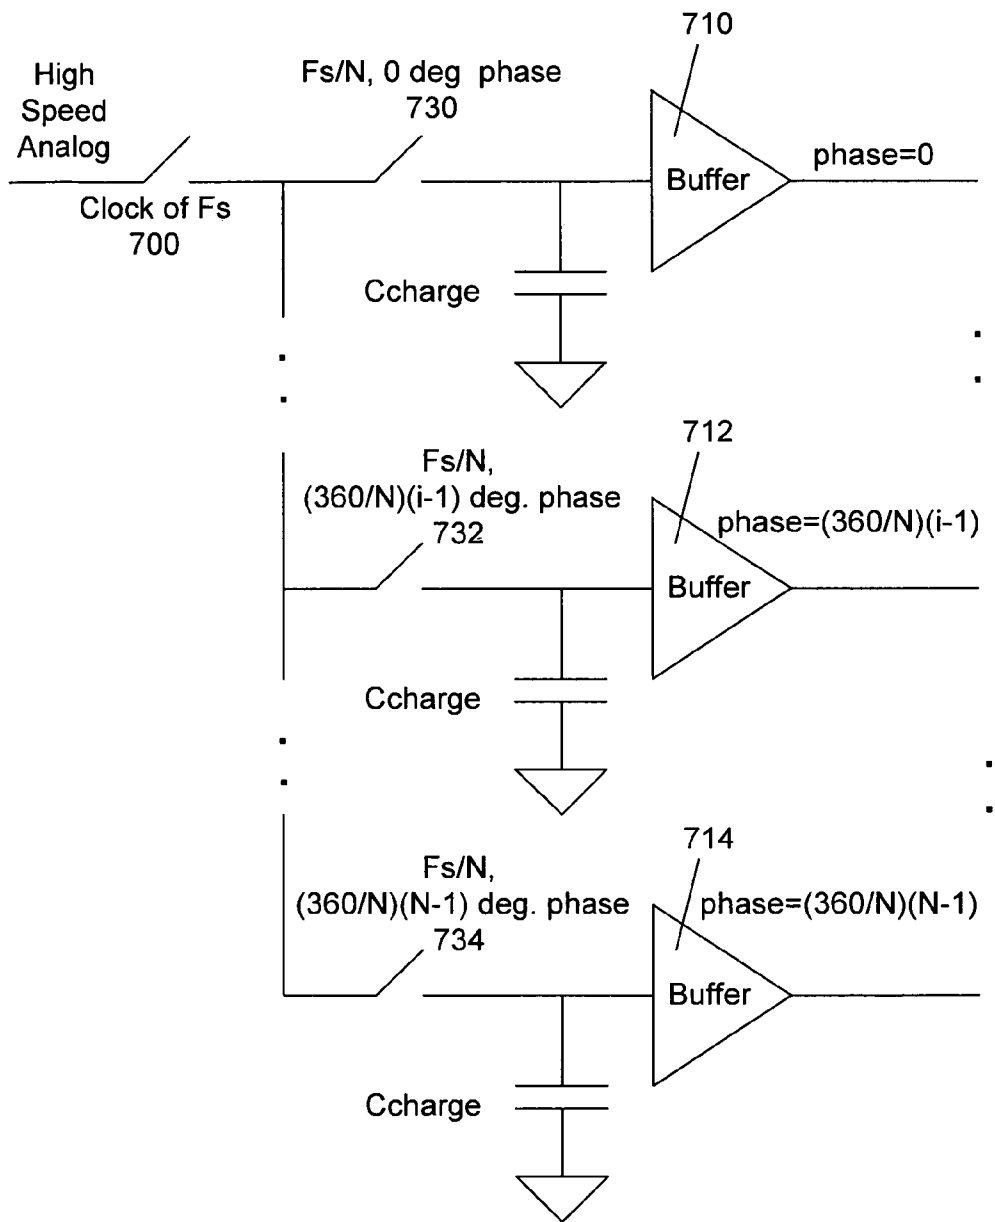 710
High
Speed
Analog
Fs/N, 0 deg phase
730
Buffer
phase=0
Clock of Fs
700
Ccharge
712
Fs/N,
(360/N)(i-1) deg. phase
732
phase=(360/N)(i-1)
Buffer
Ccharge
714
Fs/N,
(360/N)(N-1) deg. phase
734
phase=(360/N)(N-1)
Buffer
Ccharge